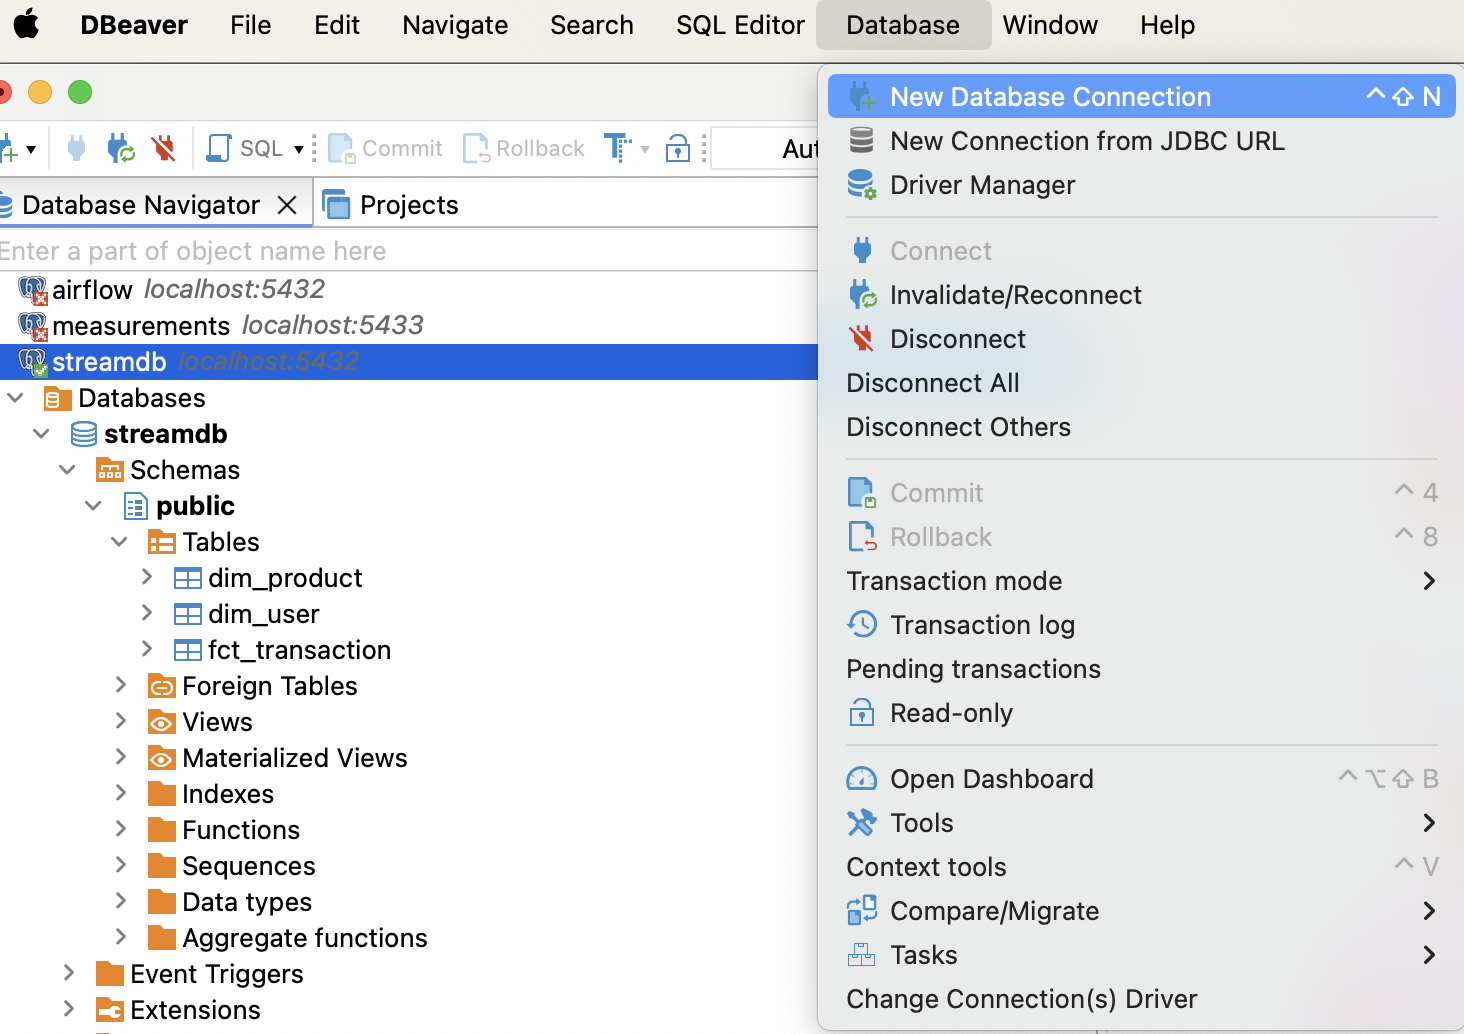 DBeaver File Edit Navigate Search SQL Editor Database Window Help
SQL Commit Rollback T Aut
Database Navigator Projects
Enter a part of object name here
airflow localhost:5432
measurements localhost:5433
streamdb localhost:5432
Databases
streamdb
Schemas
public
Tables
dim_product
dim_user
fct_transaction
Foreign Tables
Views
Materialized Views
Indexes
Functions
Sequences
Data types
Aggregate functions
Event Triggers
Extensions
New Database Connection ⌃⇧ N
New Connection from JDBC URL
Driver Manager
Connect
Invalidate/Reconnect
Disconnect
Disconnect All
Disconnect Others
Commit ⌃ 4
Rollback ⌃ 8
Transaction mode
Transaction log
Pending transactions
Read-only
Open Dashboard ⌃⌥⇧ B
Tools
Context tools ⌃ V
Compare/Migrate
Tasks
Change Connection(s) Driver